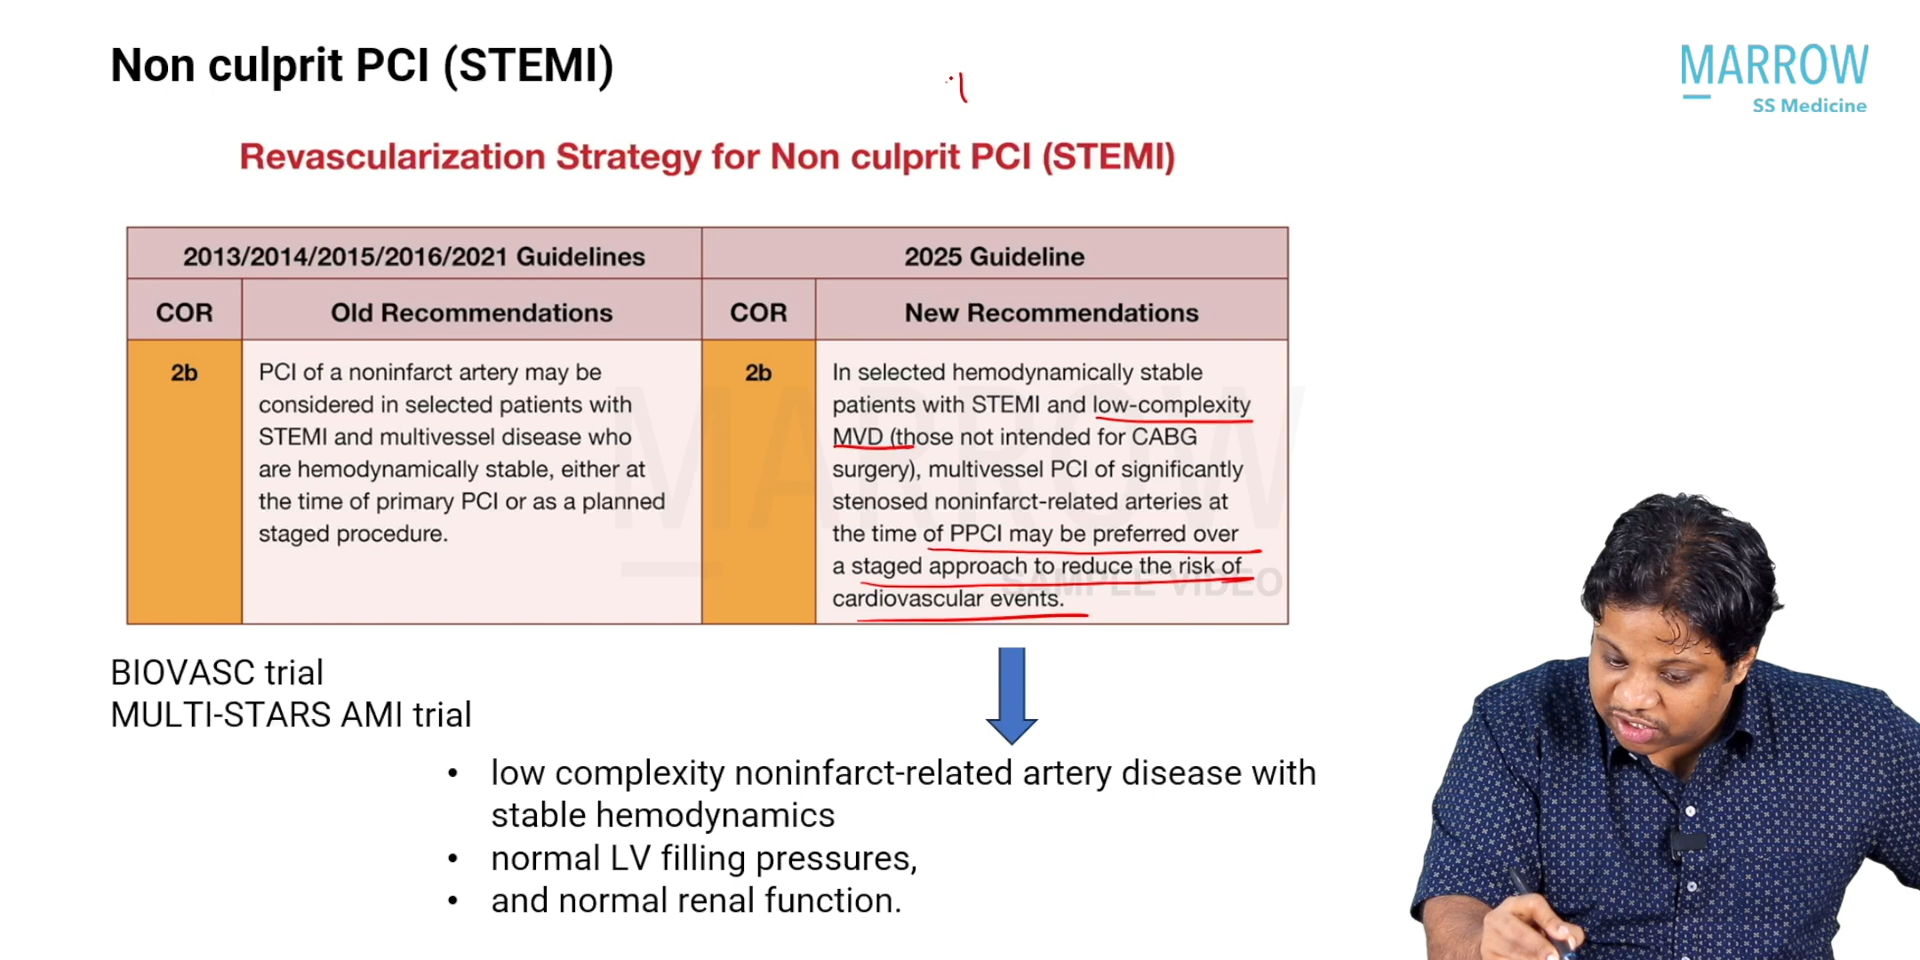 Non culprit PCI (STEMI)
MARROW
SS Medicine
Revascularization Strategy for Non culprit PCI (STEMI)
2013/2014/2015/2016/2021 Guidelines
2025 Guideline
COR
Old Recommendations
COR
New Recommendations
2b
PCI of a noninfarct artery may be
considered in selected patients with
STEMI and multivessel disease who
are hemodynamically stable, either at
the time of primary PCI or as a planned
staged procedure.
2b
In selected hemodynamically stable
patients with STEMI and low-complexity
MVD (those not intended for CABG
surgery), multivessel PCI of significantly
stenosed noninfarct-related arteries at
the time of PPCI may be preferred over
a staged approach to reduce the risk of
cardiovascular events.
MARROW
SAMPLE VIDEO
BIOVASC trial
MULTI-STARS AMI trial
• low complexity noninfarct-related artery disease with
stable hemodynamics
• normal LV filling pressures,
• and normal renal function.